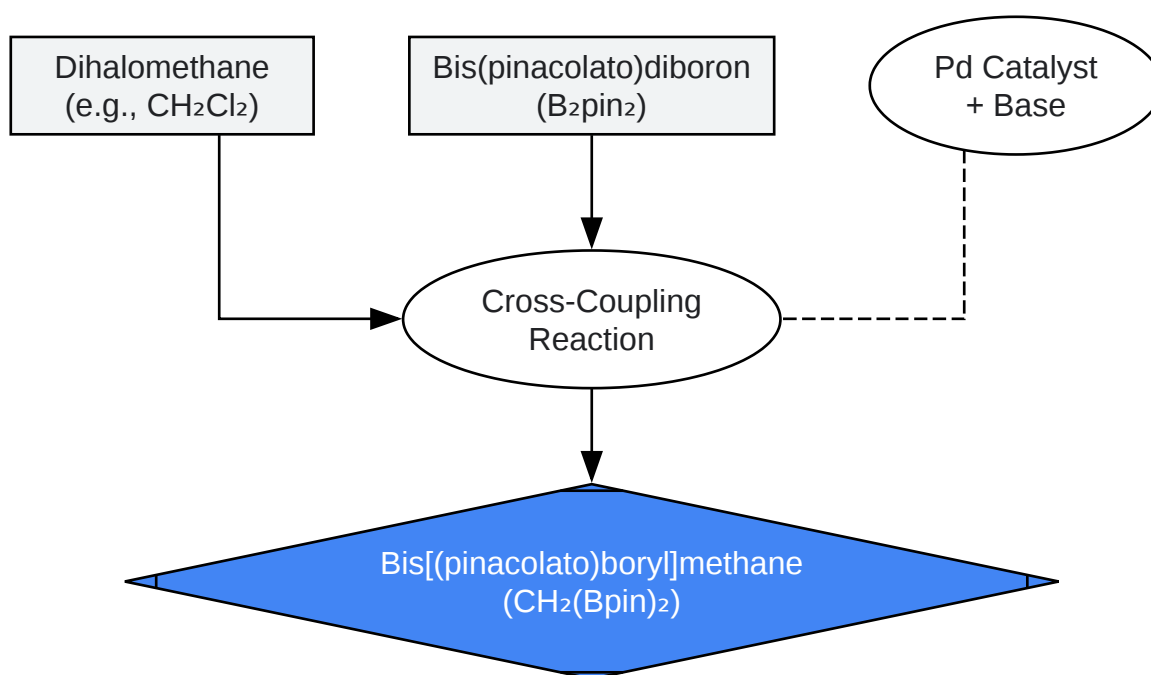 Dihalomethane
(e.g., CH₂Cl₂)
Bis(pinacolato)diboron
(B₂pin₂)
Pd Catalyst
+ Base
Cross-Coupling
Reaction
Bis[(pinacolato)boryl]methane
(CH₂(Bpin)₂)